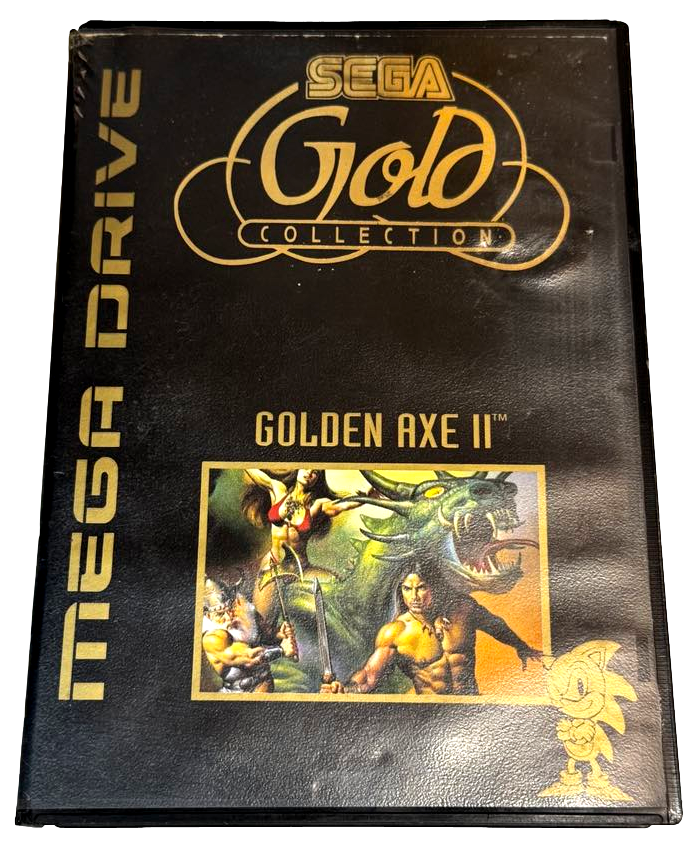 SEGA
Gold
COLLECTION
MEGA DRIVE
GOLDEN AXE II™